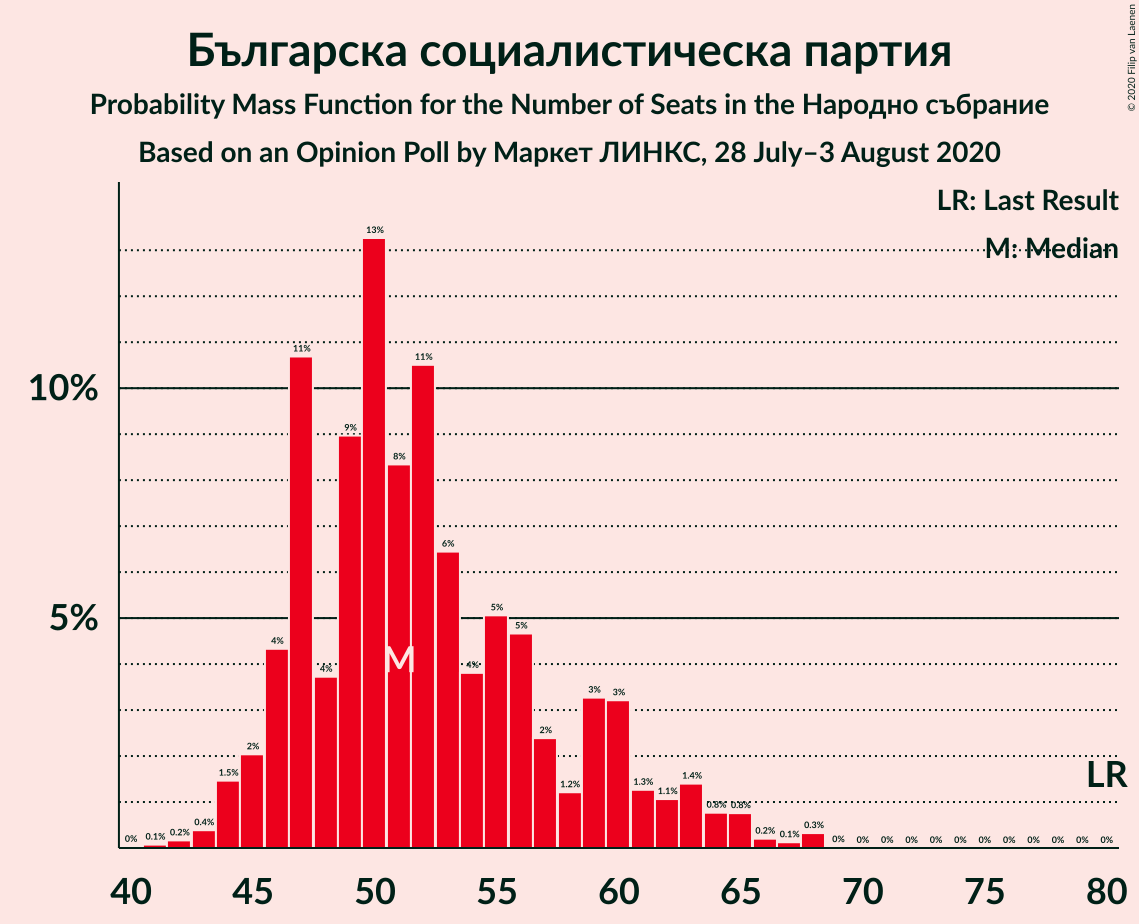 Българска социалистическа партия
Probability Mass Function for the Number of Seats in the Народно събрание
Based on an Opinion Poll by Маркет ЛИНКС, 28 July–3 August 2020
© 2020 Filip van Laenen
LR: Last Result
M: Median
10%
5%
0% 0.1% 0.2% 0.4% 1.5% 2% 4% 11% 4% 9% 13% 8% 11% 6% 4% 5% 5% 2% 1.2% 3% 3% 1.3% 1.1% 1.4% 0.8% 0.8% 0.2% 0.1% 0.3% 0% 0% 0% 0% 0% 0% 0% 0% 0% 0% 0% 0%
M
LR
40 45 50 55 60 65 70 75 80